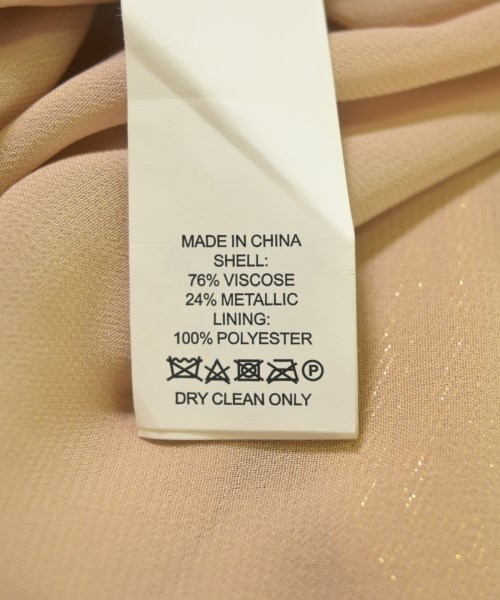 MADE IN CHINA
SHELL:
76% VISCOSE
24% METALLIC
LINING:
100% POLYESTER
P
DRY CLEAN ONLY